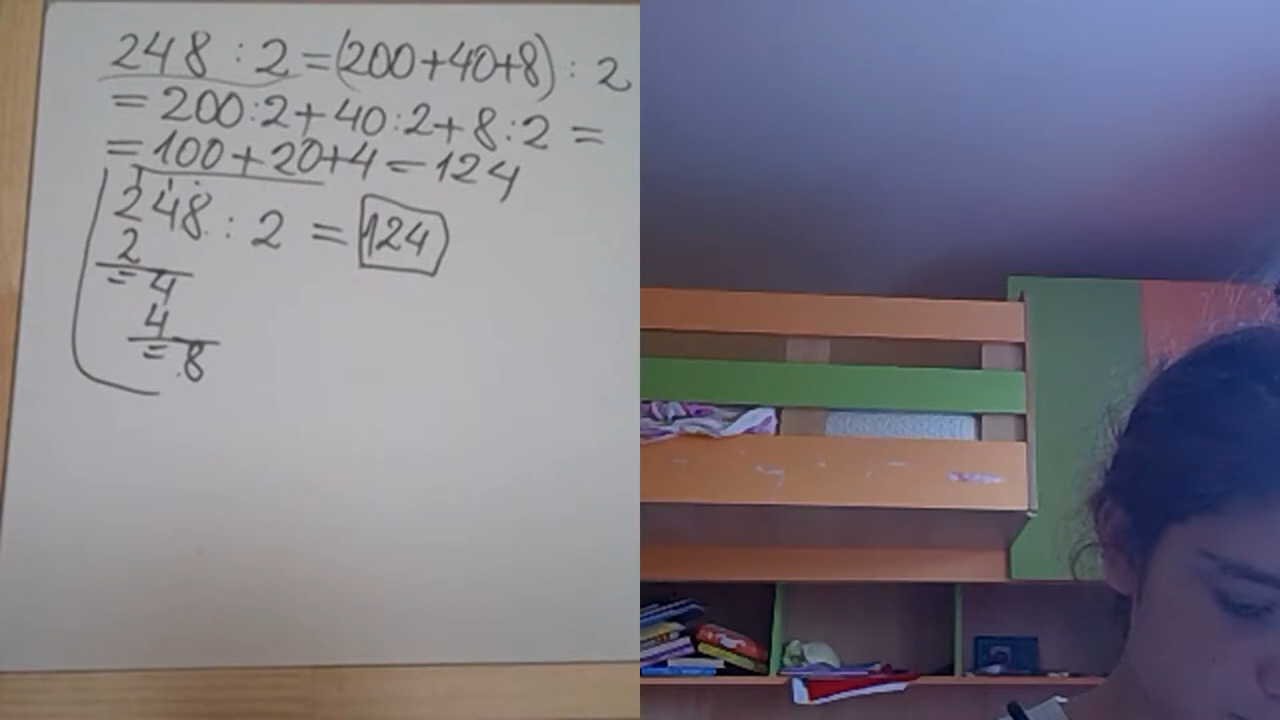 248 : 2 = (200+40+8) : 2
= 200:2+40:2+8:2 =
= 100+20+4=124
248 : 2 = 124
2
= 4
4
= 8